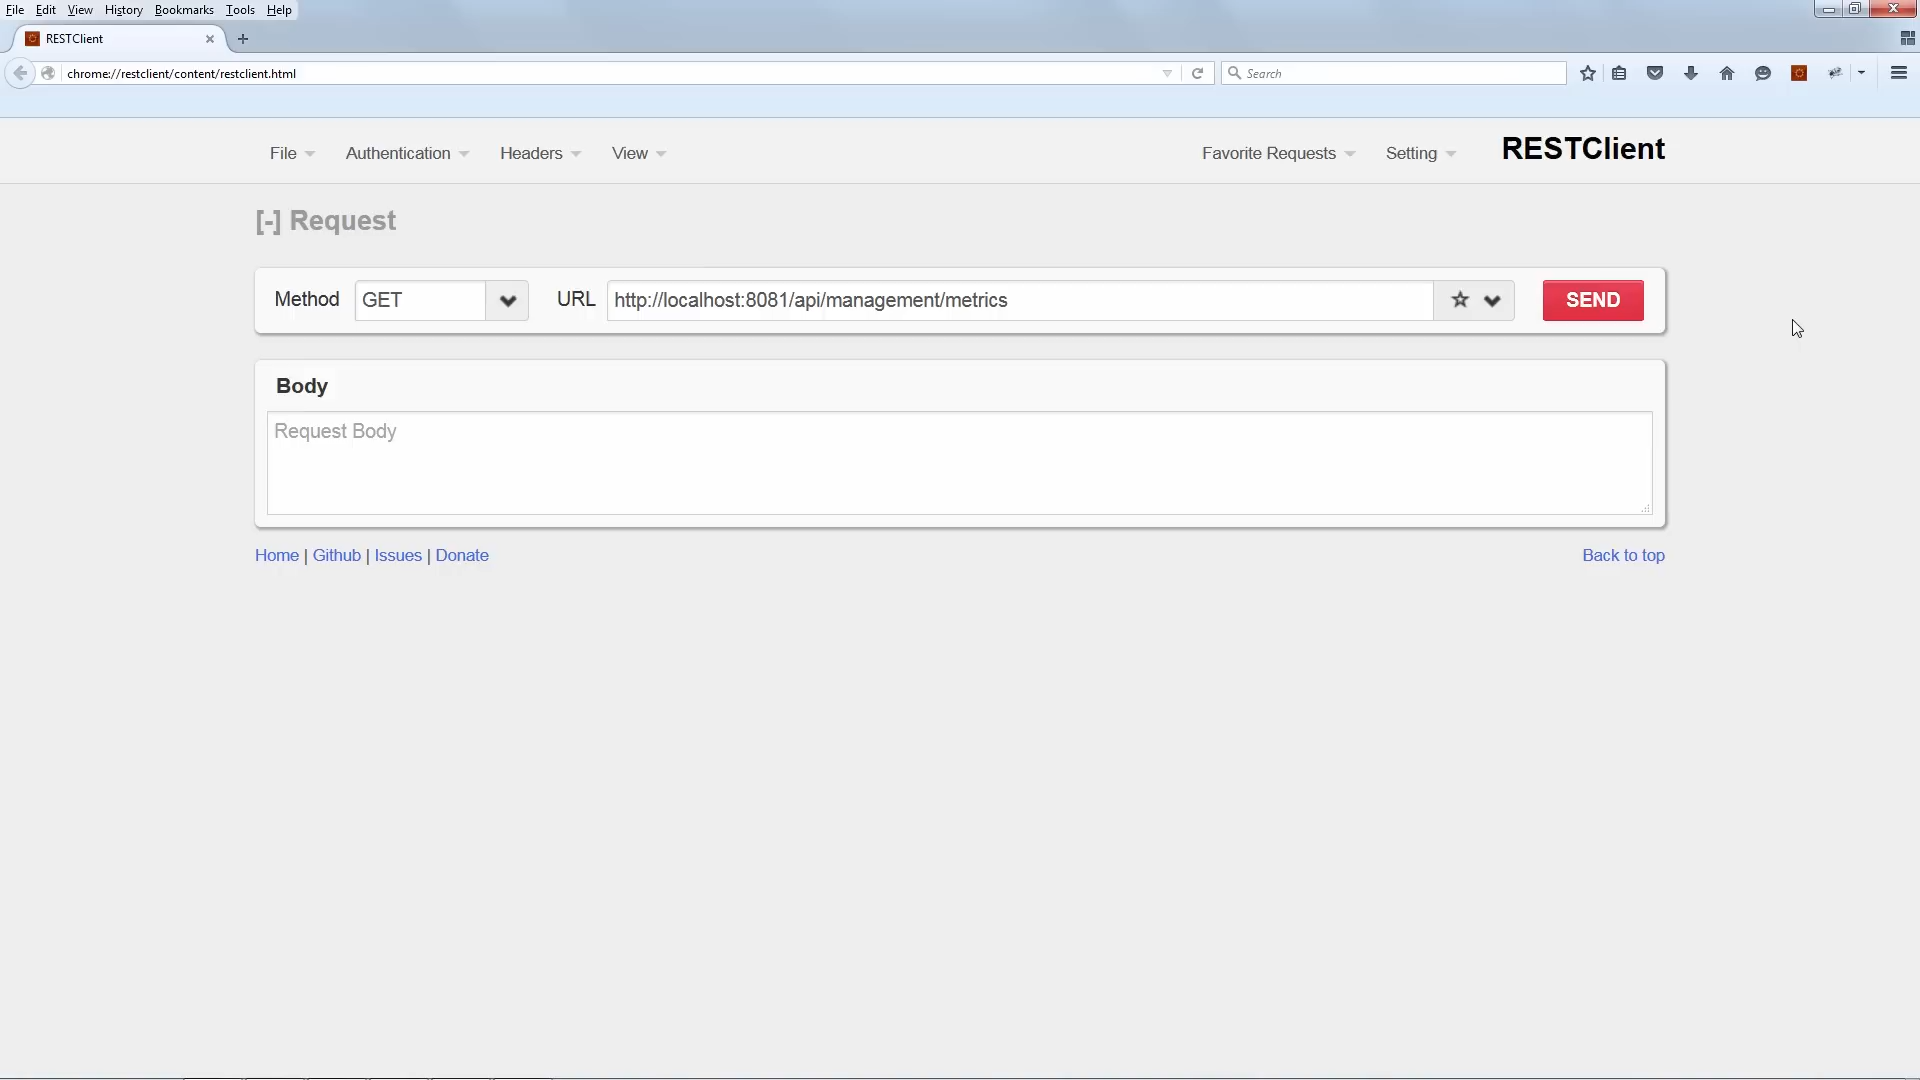 File Edit View History Bookmarks Tools Help
RESTClient
chrome://restclient/content/restclient.html
Search
File Authentication Headers View Favorite Requests Setting RESTClient
[-] Request
Method GET URL http://localhost:8081/api/management/metrics SEND
Body
Request Body
Home | Github | Issues | Donate Back to top